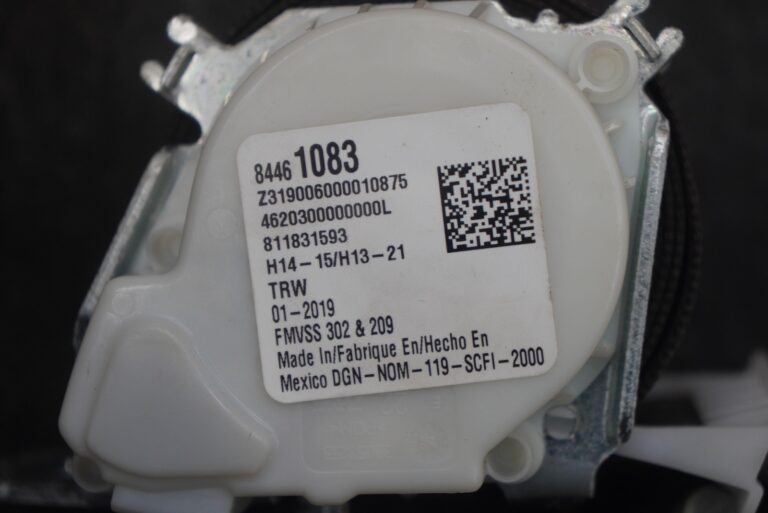 8446 1083
Z319006000010875
4620300000000L
811831593
H14-15/H13-21
TRW
01-2019
FMVSS 302 & 209
Made In/Fabrique En/Hecho En
Mexico DGN-NOM-119-SCFI-2000